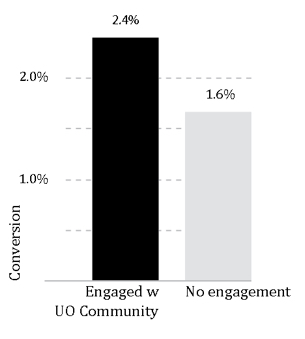 2.4%
2.0%
1.6%
1.0%
Conversion
Engaged w
UO Community
No engagement